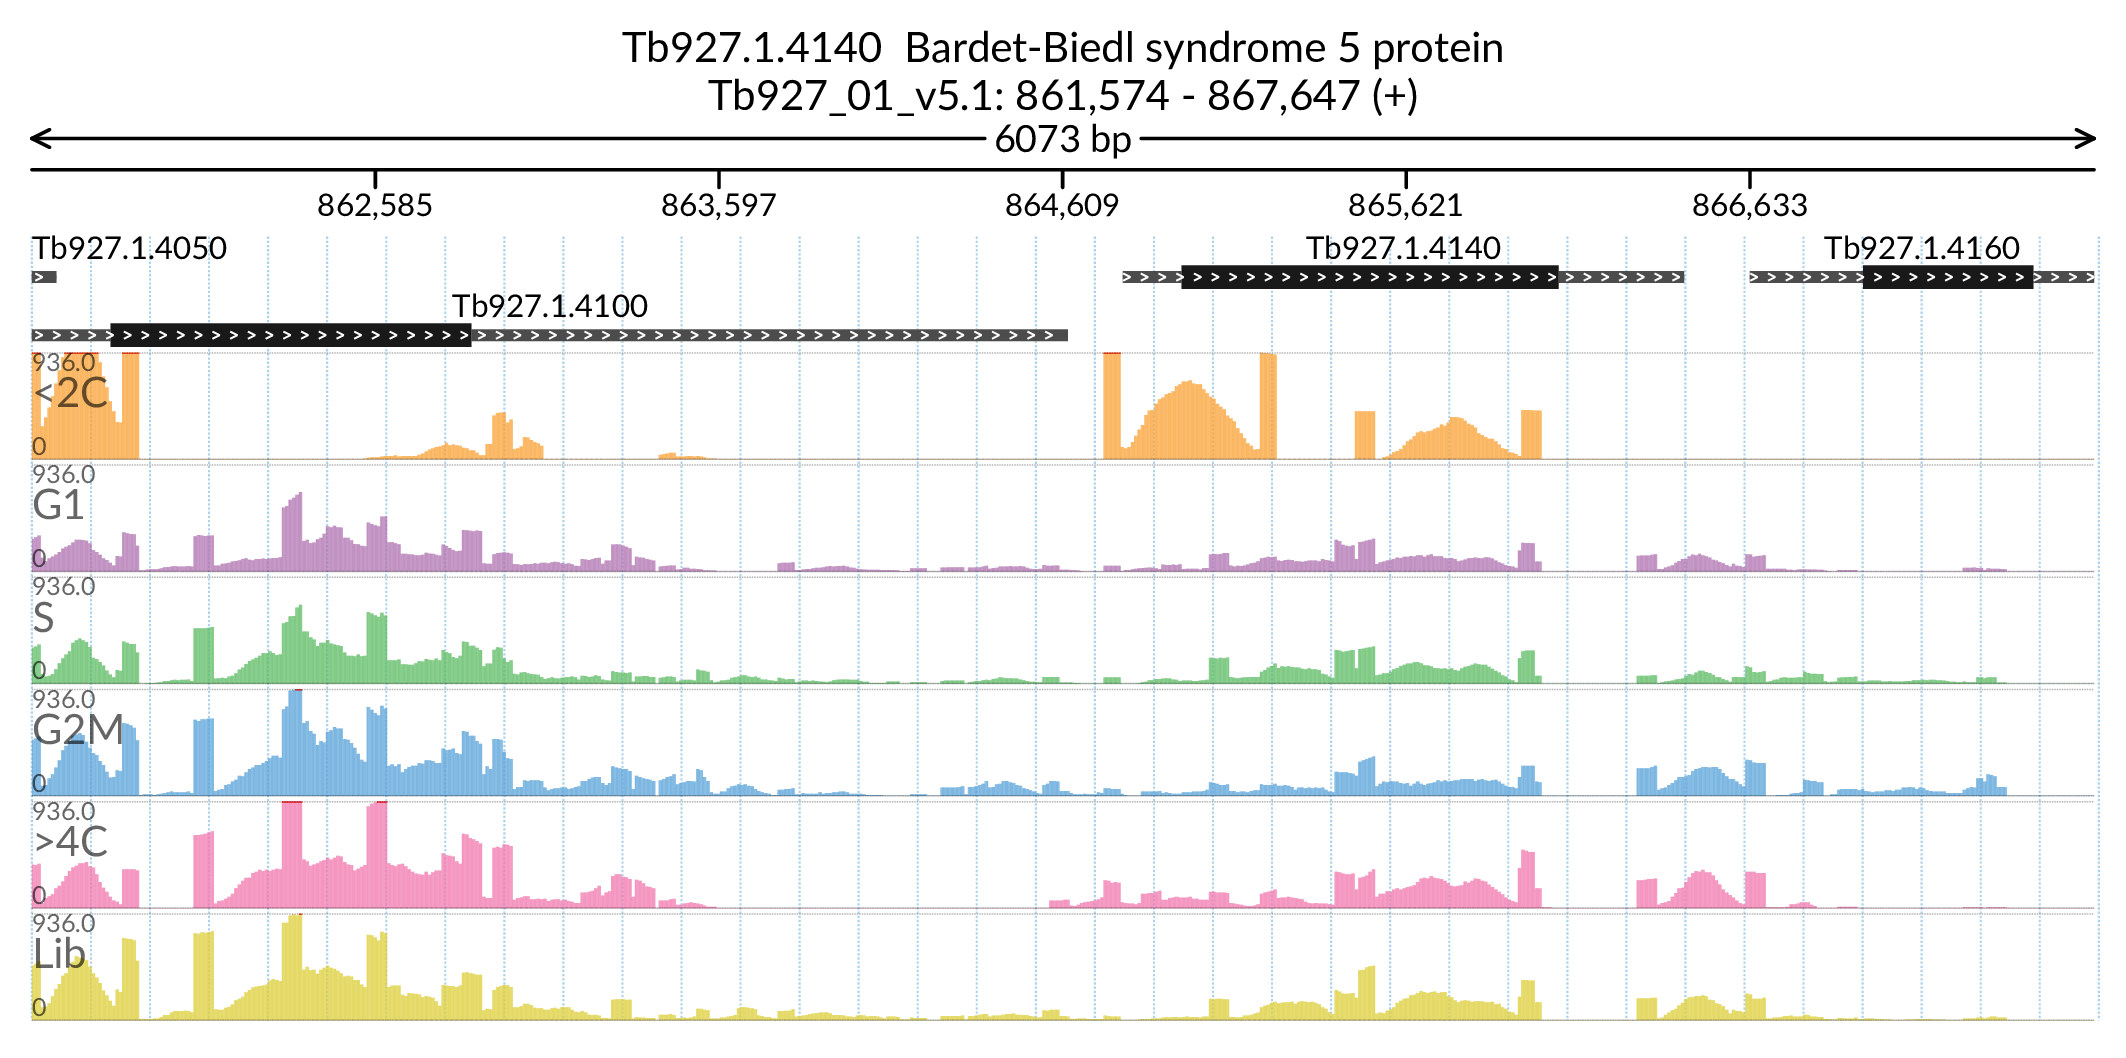 Tb927.1.4140  Bardet-Biedl syndrome 5 protein
Tb927_01_v5.1: 861,574 - 867,647 (+)
6073 bp
862,585 863,597 864,609 865,621 866,633
Tb927.1.4050 Tb927.1.4140 Tb927.1.4160
Tb927.1.4100
936.0
<2C
0
936.0
G1
0
936.0
S
0
936.0
G2M
0
936.0
>4C
0
936.0
Lib
0